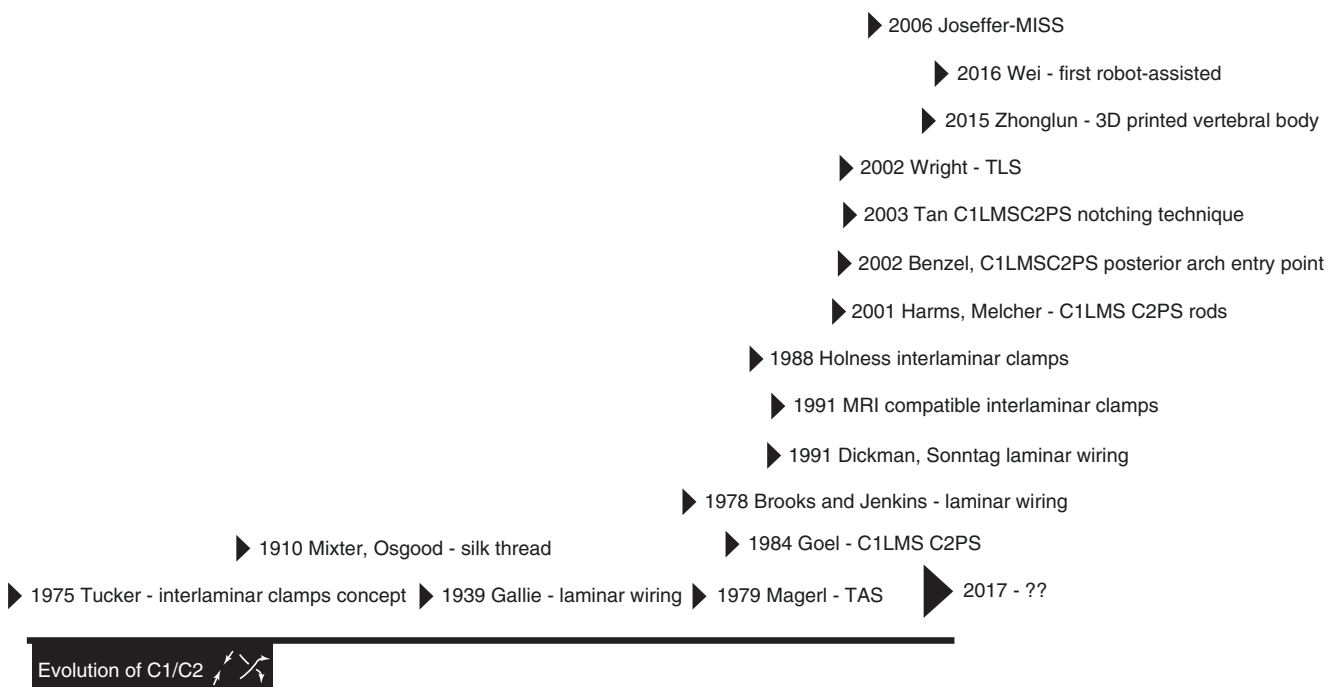 2006 Joseffer-MISS
2016 Wei - first robot-assisted
2015 Zhonglun - 3D printed vertebral body
2002 Wright - TLS
2003 Tan C1LMSC2PS notching technique
2002 Benzel, C1LMSC2PS posterior arch entry point
2001 Harms, Melcher - C1LMS C2PS rods
1988 Holness interlaminar clamps
1991 MRI compatible interlaminar clamps
1991 Dickman, Sonntag laminar wiring
1978 Brooks and Jenkins - laminar wiring
1910 Mixter, Osgood - silk thread
1984 Goel - C1LMS C2PS
1975 Tucker - interlaminar clamps concept
1939 Gallie - laminar wiring
1979 Magerl - TAS
2017 - ??
Evolution of C1/C2